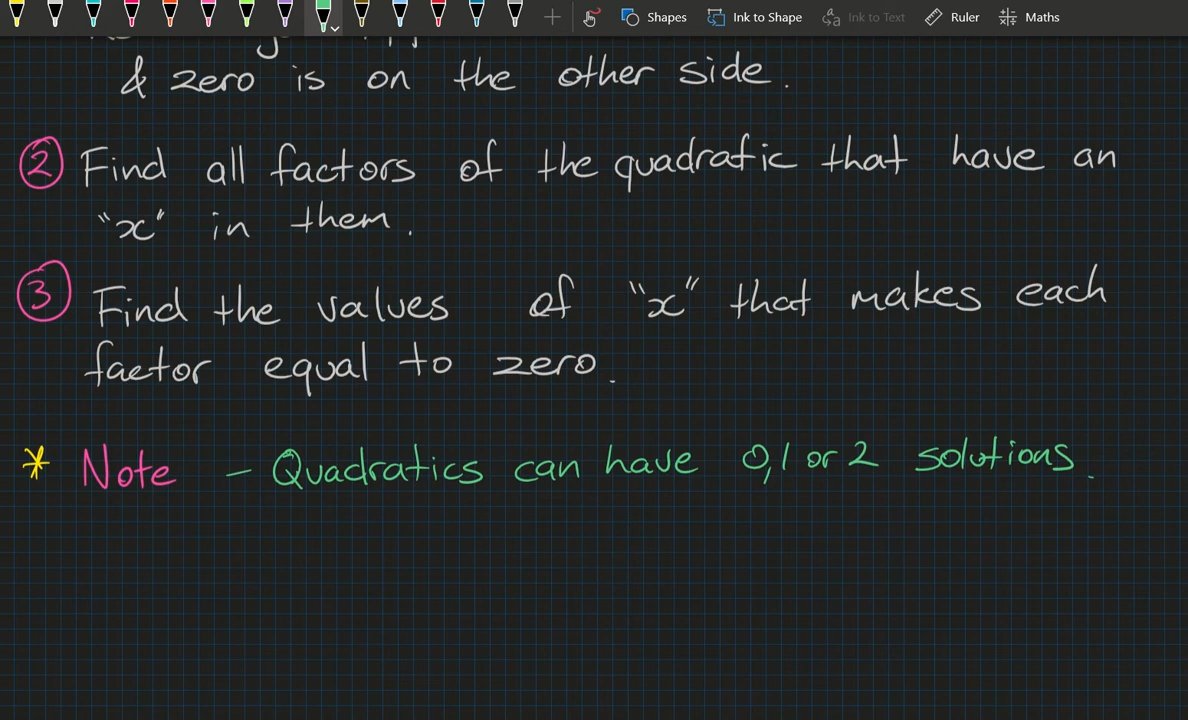 Shapes Ink to Shape Ink to Text Ruler Maths
& zero is on the other side.
② Find all factors of the quadratic that have an
"x" in them.
③ Find the values of "x" that makes each
factor equal to zero.
* Note - Quadratics can have 0,1 or 2 solutions.